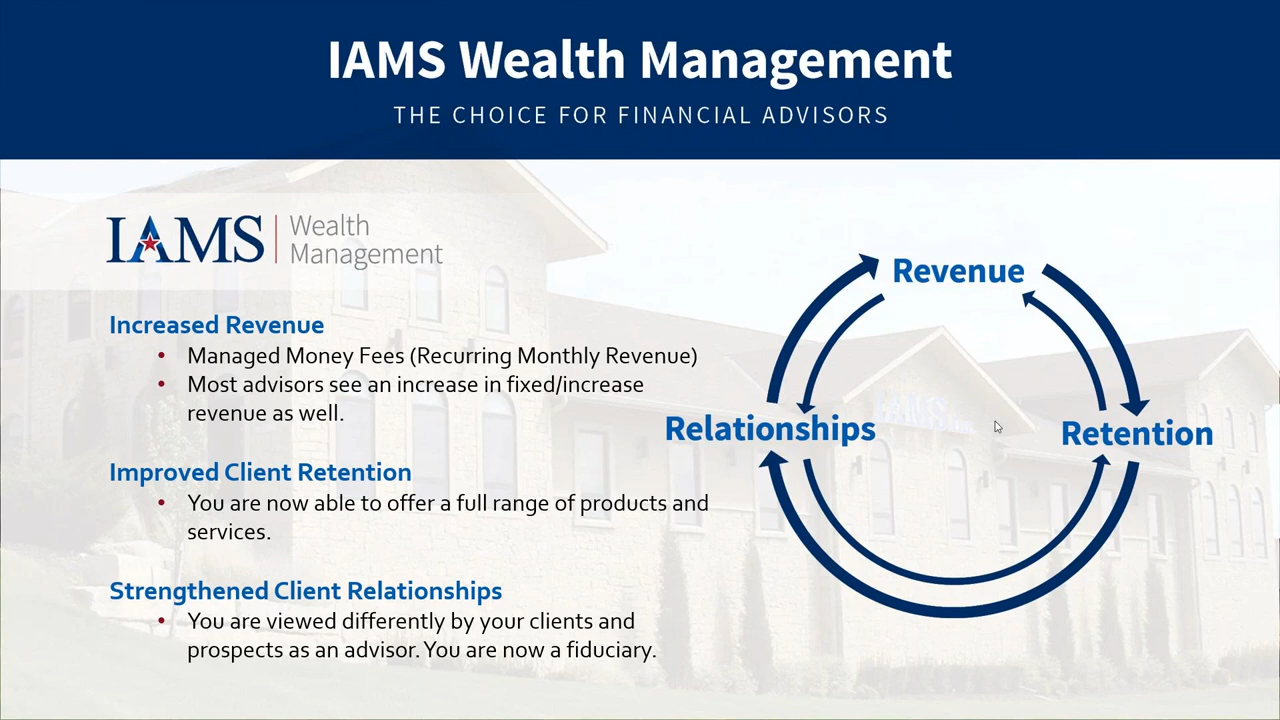 IAMS Wealth Management
THE CHOICE FOR FINANCIAL ADVISORS
IAMS
Wealth
Management
Increased Revenue
• Managed Money Fees (Recurring Monthly Revenue)
• Most advisors see an increase in fixed/increase
revenue as well.
Improved Client Retention
• You are now able to offer a full range of products and
services.
Strengthened Client Relationships
• You are viewed differently by your clients and
prospects as an advisor. You are now a fiduciary.
Revenue
Relationships
Retention
IAMS